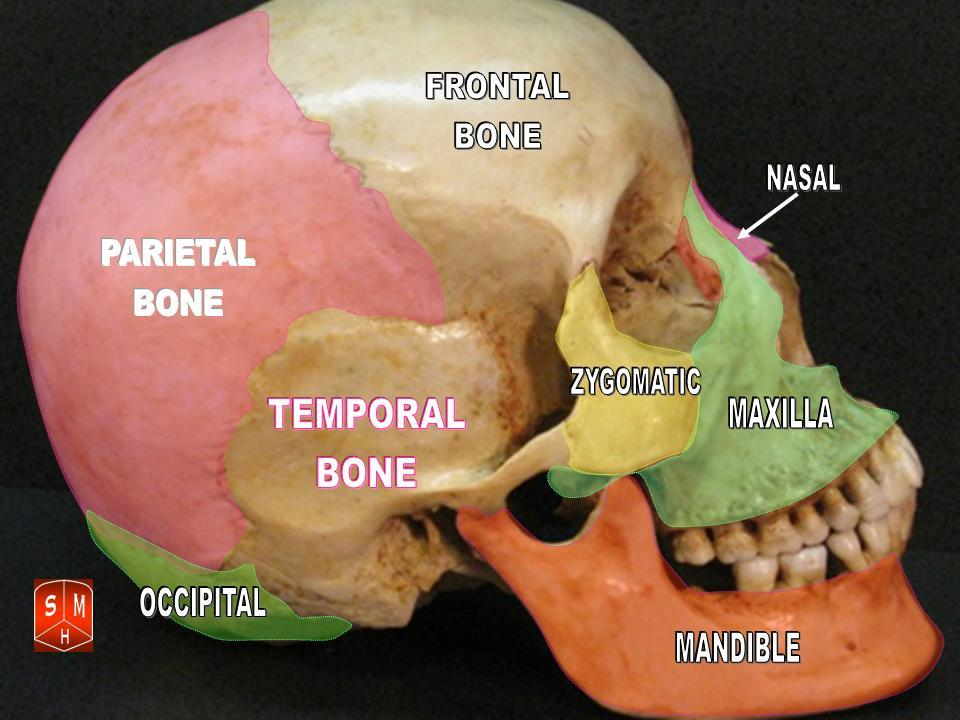 FRONTAL
BONE
NASAL
PARIETAL
BONE
ZYGOMATIC
TEMPORAL
BONE
MAXILLA
OCCIPITAL
S M
H
MANDIBLE